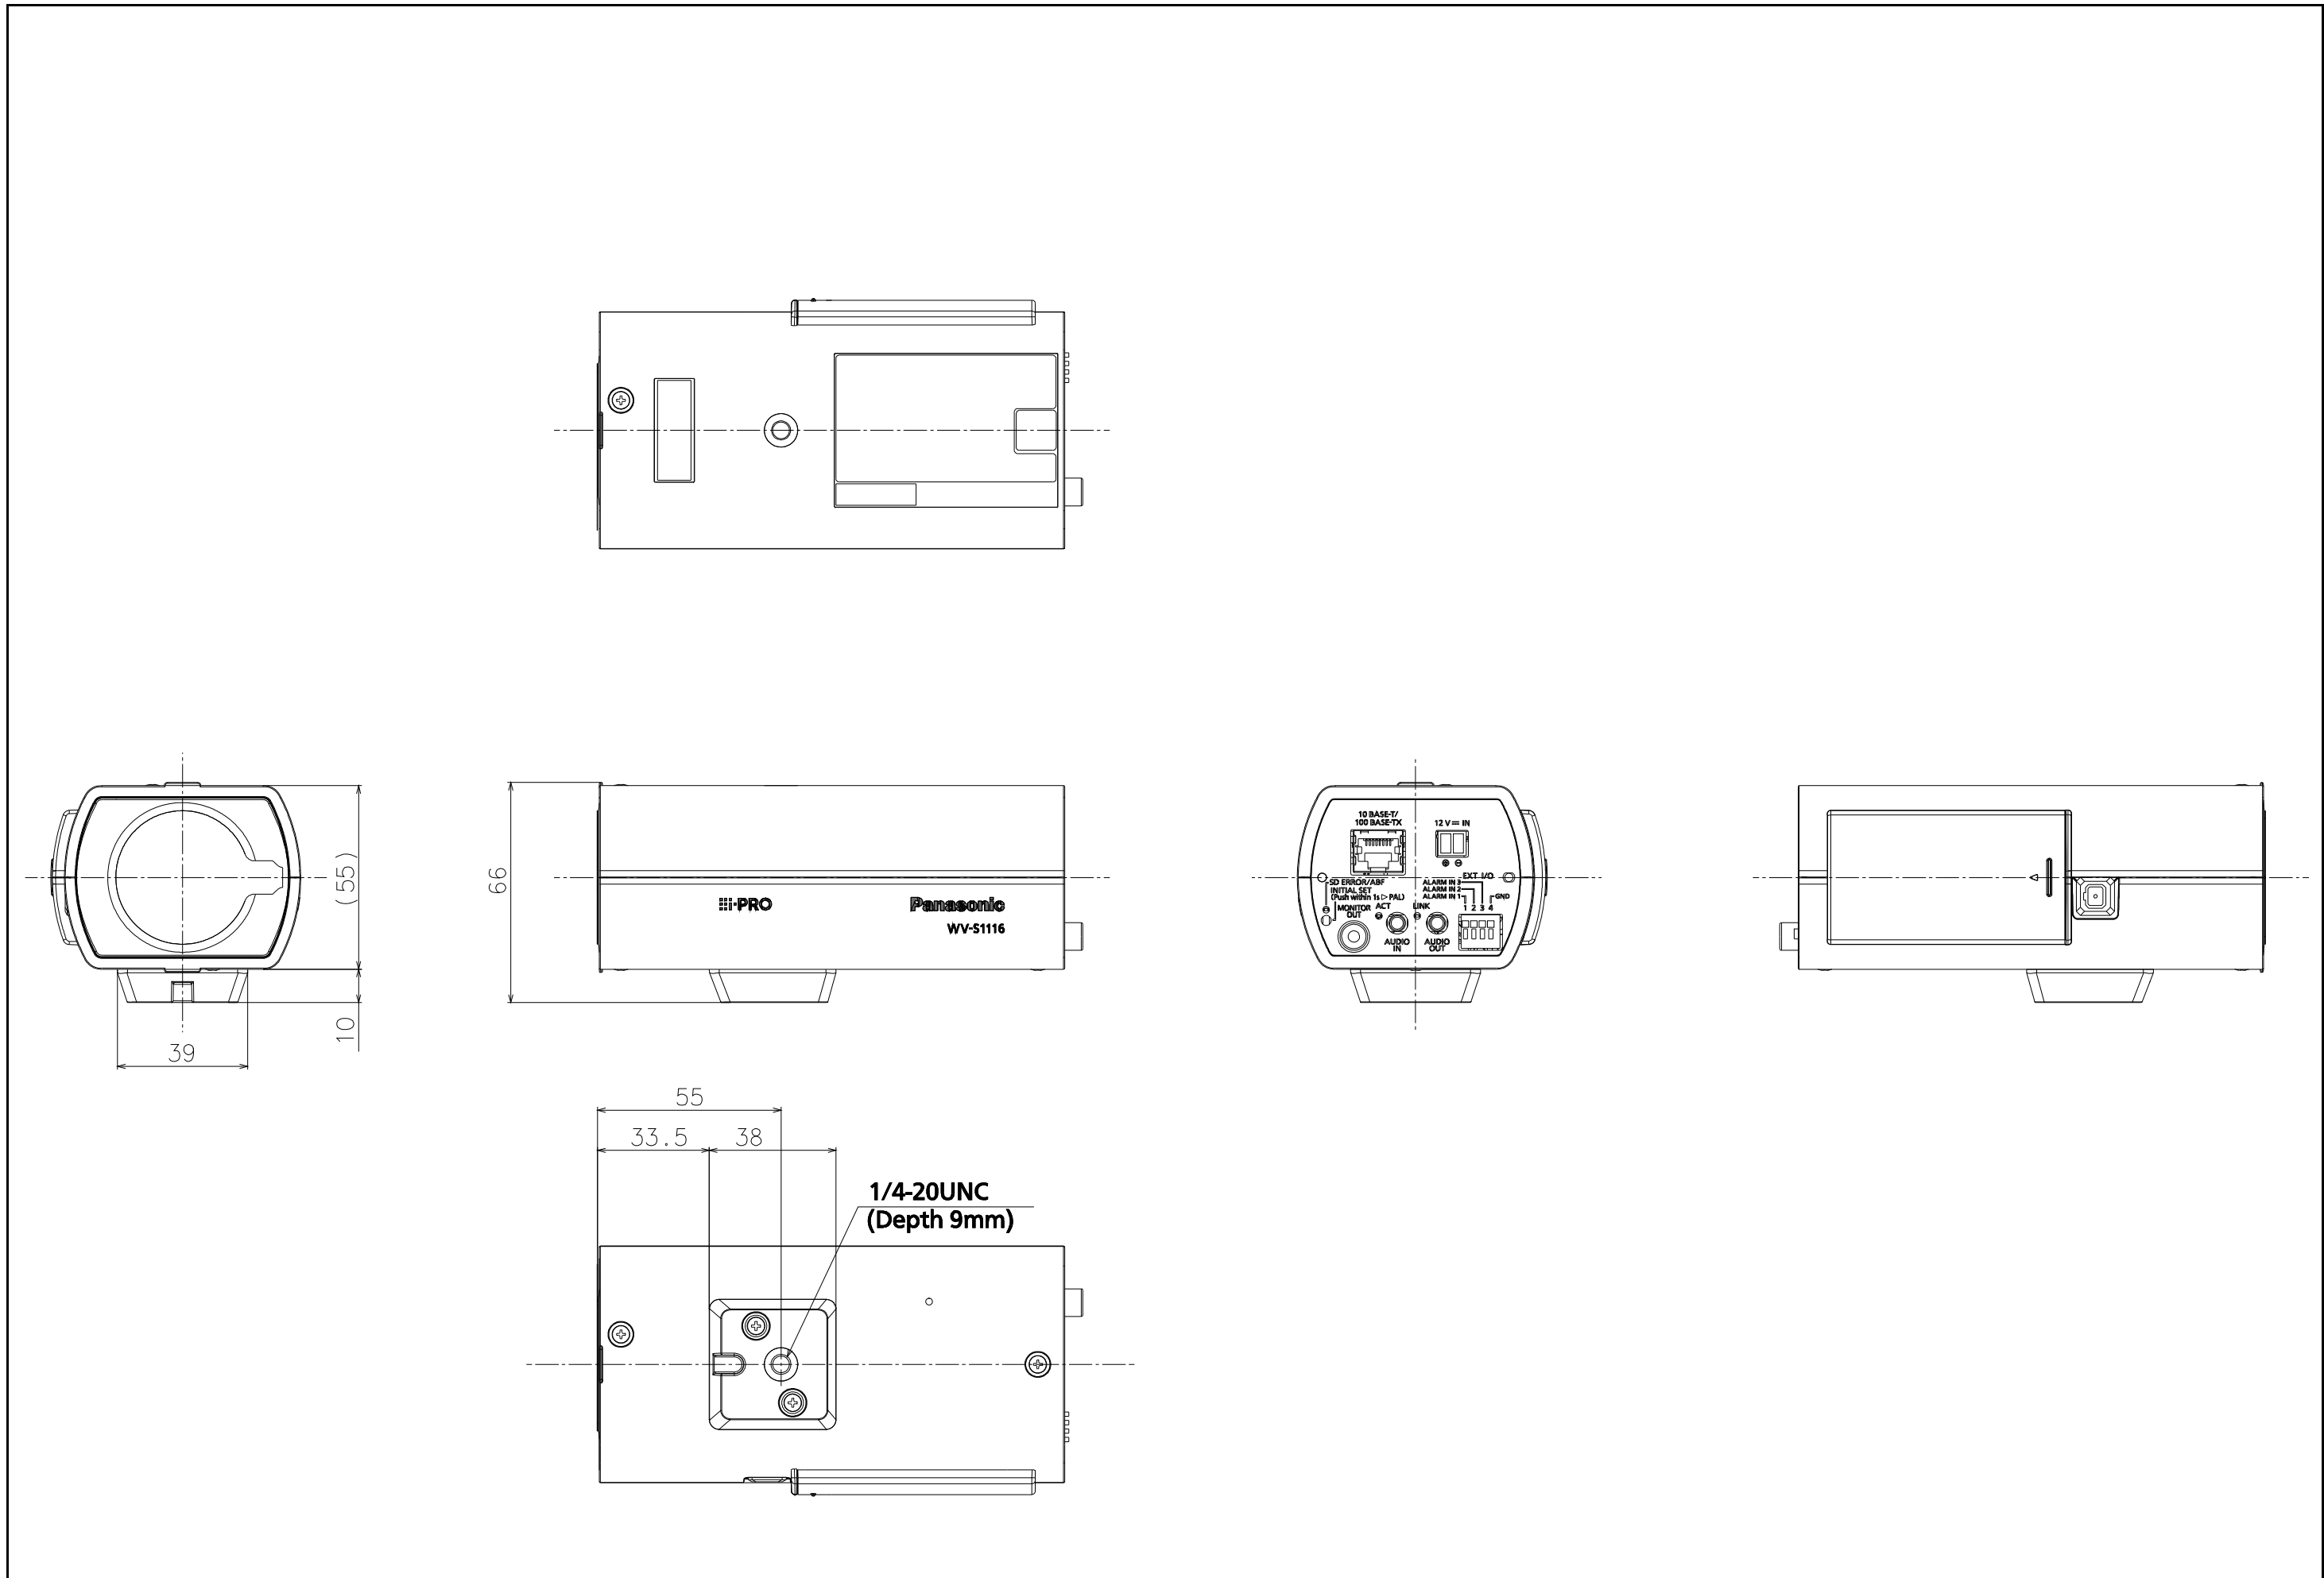 10 BASE-T/
100 BASE-TX
12 V ⎓ IN
⊕ ⊖
(55)
66
i-PRO
Panasonic
WV-S1116
SD ERROR/ABF
INITIAL SET
(Push within 1s ▷ PAL)
MONITOR
OUT
ACT
LINK
EXT I/O
ALARM IN 3
ALARM IN 2
ALARM IN 1
GND
1 2 3 4
AUDIO
IN
AUDIO
OUT
10
39
55
33.5
38
1/4-20UNC
(Depth 9mm)